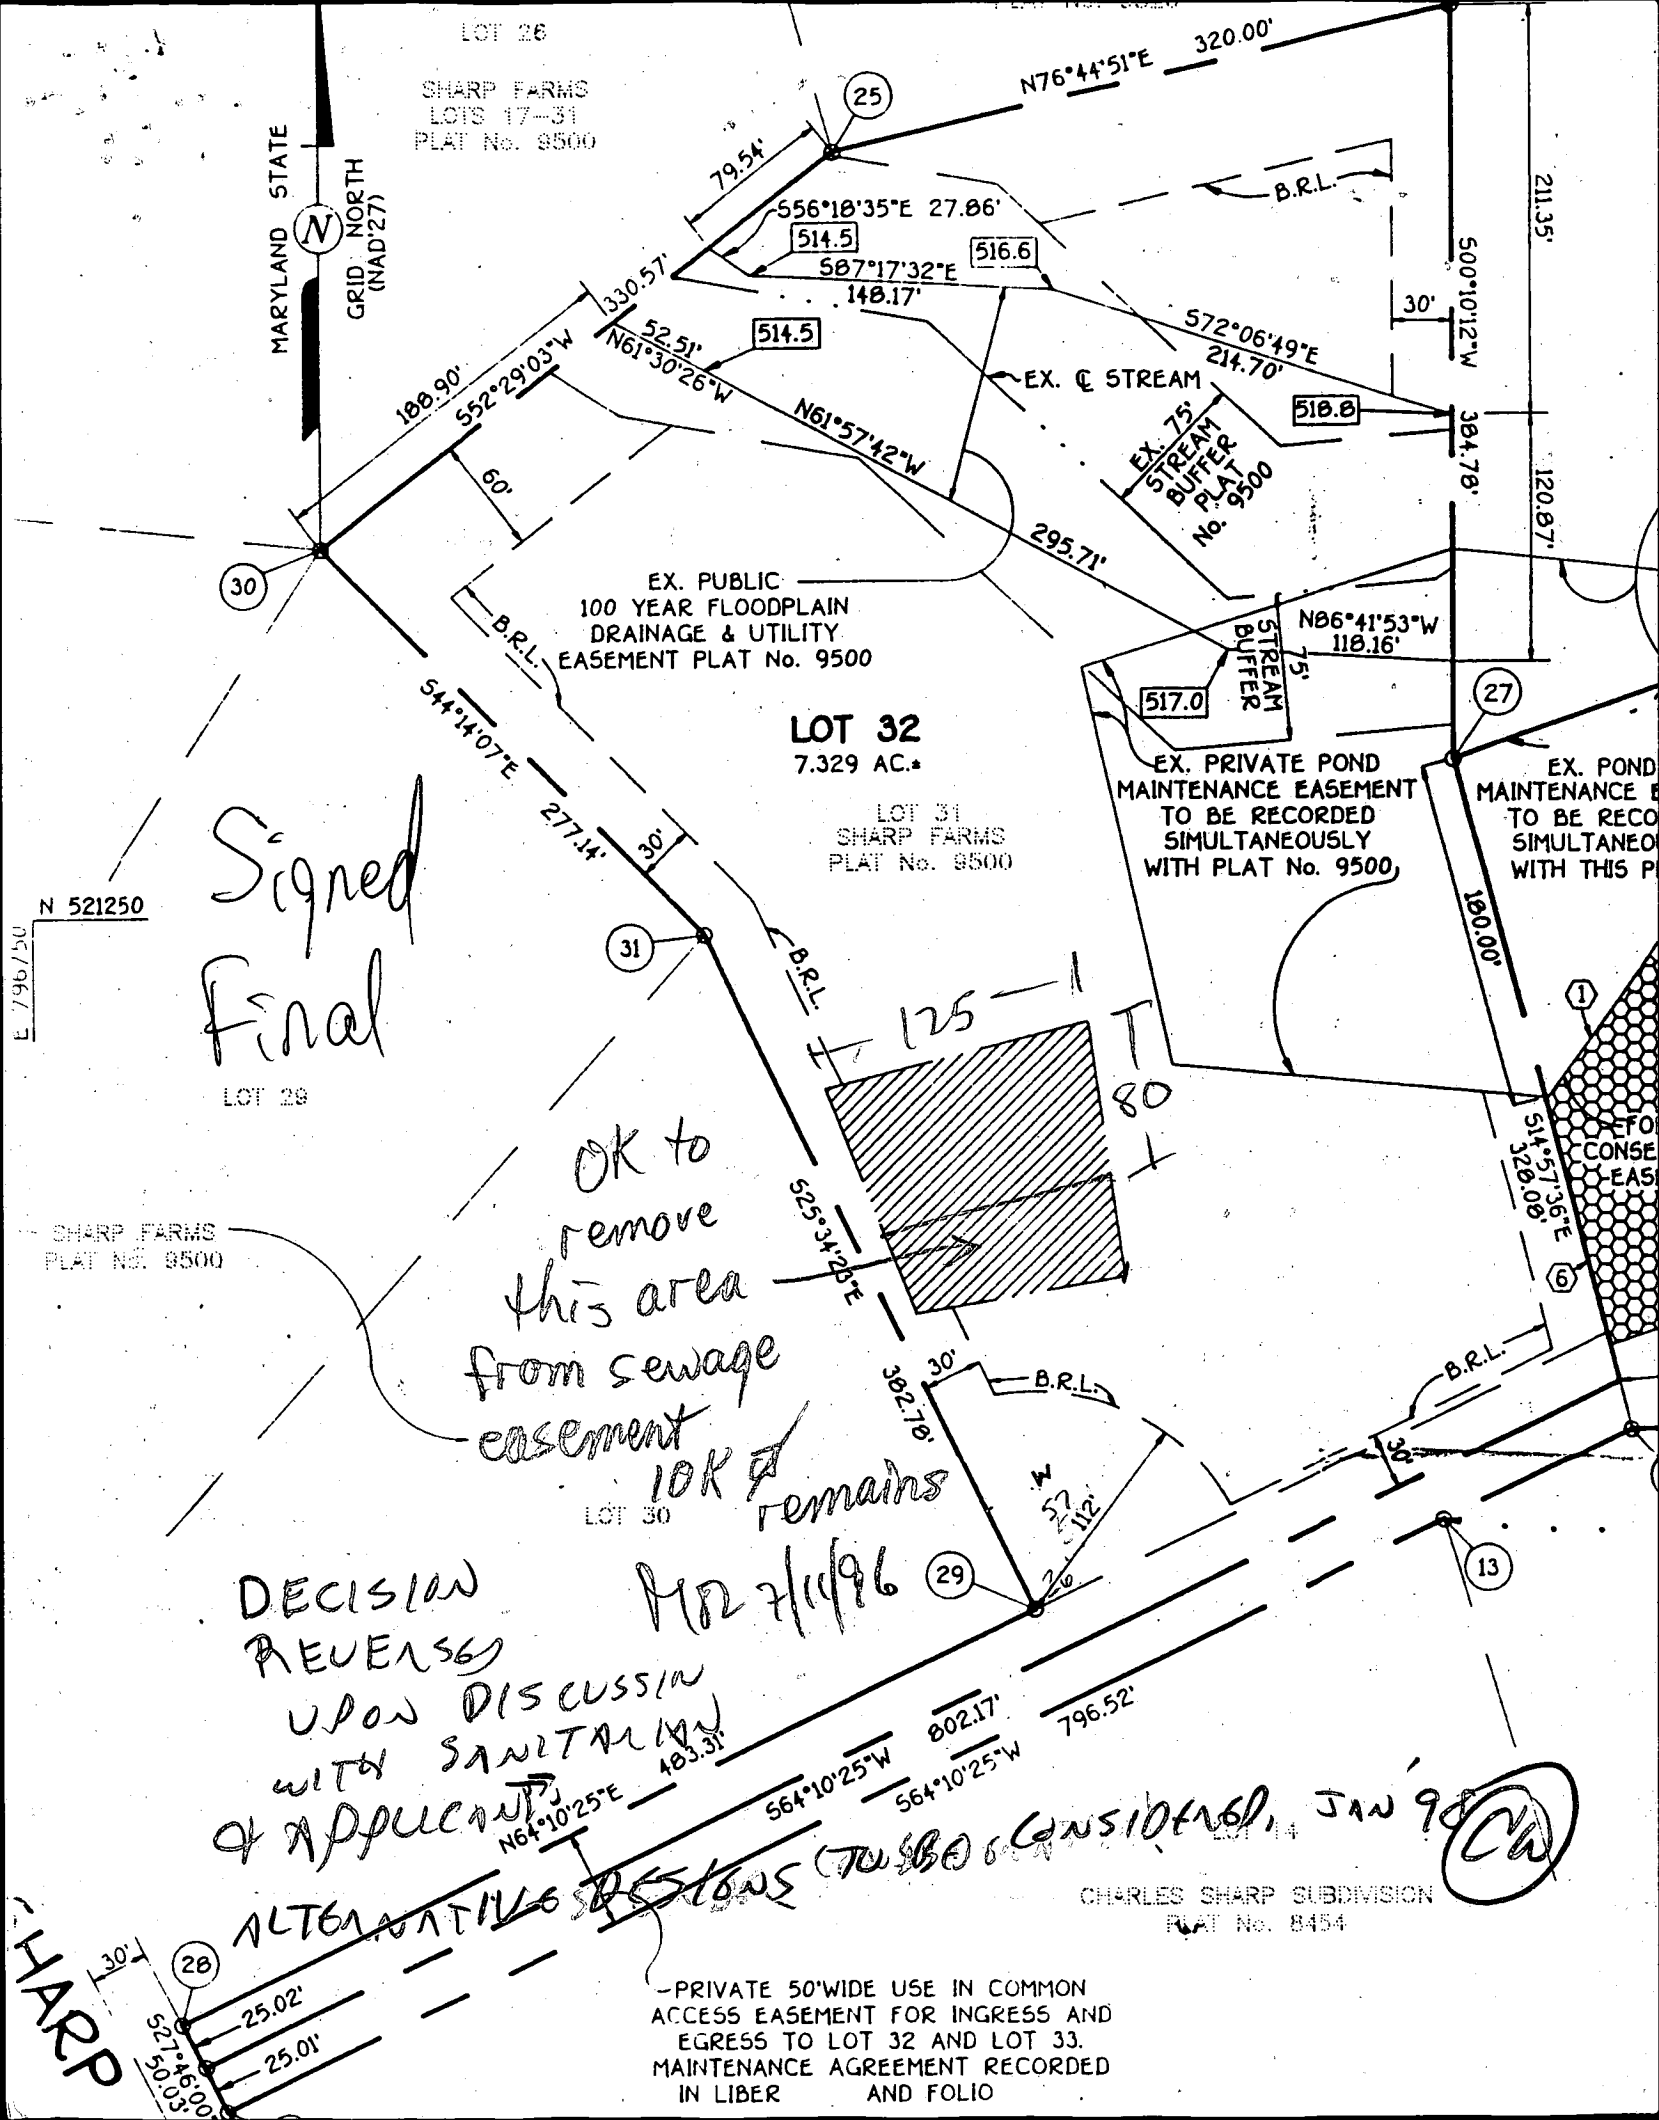 LOT 26
SHARP FARMS
LOTS 17-31
PLAT No. 9500
MARYLAND STATE
GRID NORTH
(NAD'27)
N
25
N76°44'51"E 320.00'
79.54'
S56°18'35"E 27.86'
514.5
S87°17'32"E
148.17'
516.6
B.R.L.
211.35'
S00°10'12"W
384.78'
30'
330.57'
188.90'
S52°29'03"W
52.51'
N61°30'26"W
514.5
S72°06'49"E
214.70'
EX. ℄ STREAM
518.8
N61°57'42"W
295.71'
EX. 75'
STREAM
BUFFER
PLAT
No. 9500
120.87'
60'
30
B.R.L.
EX. PUBLIC
100 YEAR FLOODPLAIN
DRAINAGE & UTILITY
EASEMENT PLAT No. 9500
N86°41'53"W
118.16'
75'
STREAM
BUFFER
517.0
27
S44°14'07"E
277.14'
LOT 32
7.329 AC.±
LOT 31
SHARP FARMS
PLAT No. 9500
EX. PRIVATE POND
MAINTENANCE EASEMENT
TO BE RECORDED
SIMULTANEOUSLY
WITH PLAT No. 9500
EX. POND
MAINTENANCE E
TO BE RECO
SIMULTANEO
WITH THIS P
180.00'
Signed
Final
N 521250
E 796750
30'
31
B.R.L.
125
80
1
LOT 29
FO
CONSE
EAS
S14°57'36"E
328.08'
6
OK to
remove
this area
from sewage
easement
10K
remains
7/11/96
SHARP FARMS
PLAT No. 9500
S25°34'23"E
382.78'
30'
B.R.L.
B.R.L.
30'
112'
LOT 30
29
13
DECISION
REVERSED
UPON DISCUSSIN
WITH SANITARIAN
& APPLICANT
ALTERNATIVE DESIGNS TO BE CONSIDERED, JAN '98
CW
483.31'
N64°10'25"E
802.17'
S64°10'25"W
796.52'
S64°10'25"W
LOT 14
CHARLES SHARP SUBDIVISION
PLAT No. 8454
HARP
30'
28
25.02'
25.01'
S27°46'00"
50.03'
PRIVATE 50'WIDE USE IN COMMON
ACCESS EASEMENT FOR INGRESS AND
EGRESS TO LOT 32 AND LOT 33.
MAINTENANCE AGREEMENT RECORDED
IN LIBER AND FOLIO